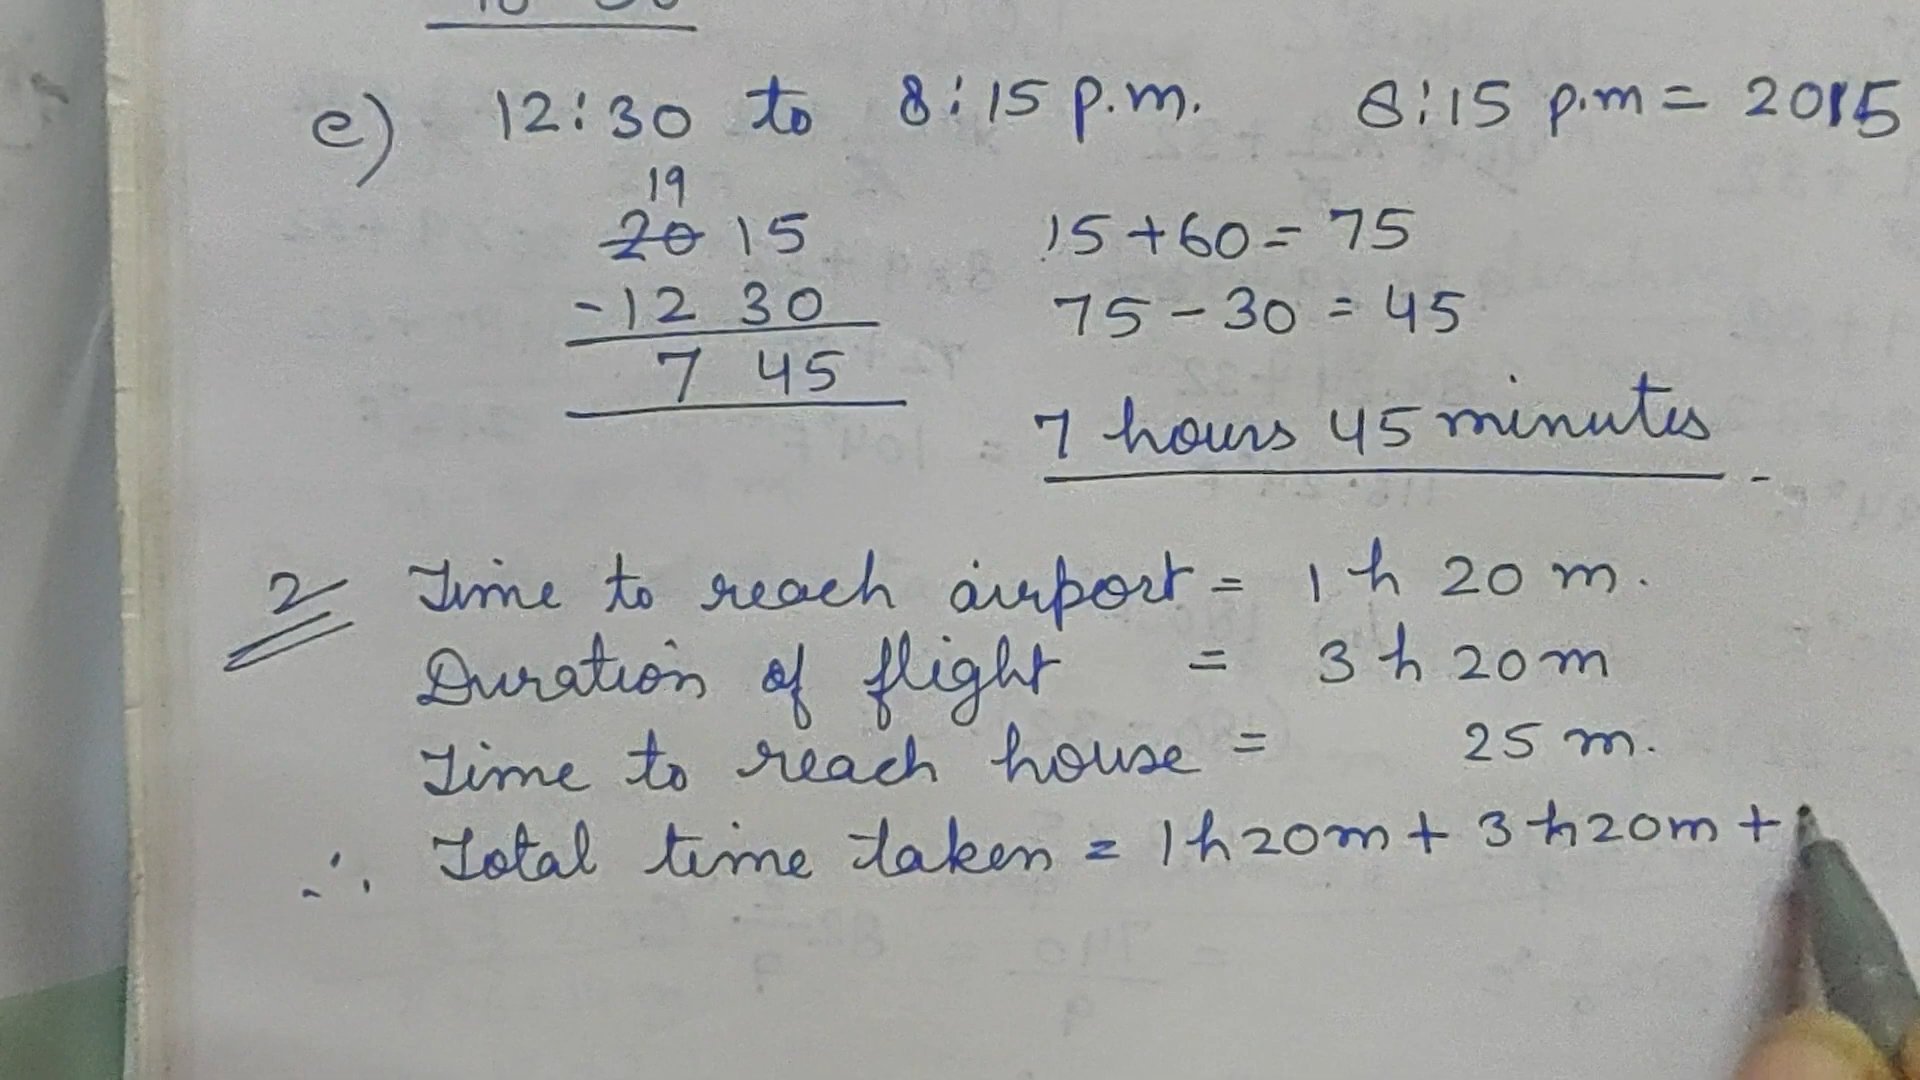 e) 12:30 to 8:15 p.m. 8:15 p.m = 2015
19
20 15 15 + 60 = 75
- 12 30 75 - 30 = 45
7 45
7 hours 45 minutes
2 Time to reach airport = 1 h 20 m.
Duration of flight = 3 h 20 m
Time to reach house = 25 m.
∴ Total time taken = 1h 20m + 3 h 20m +